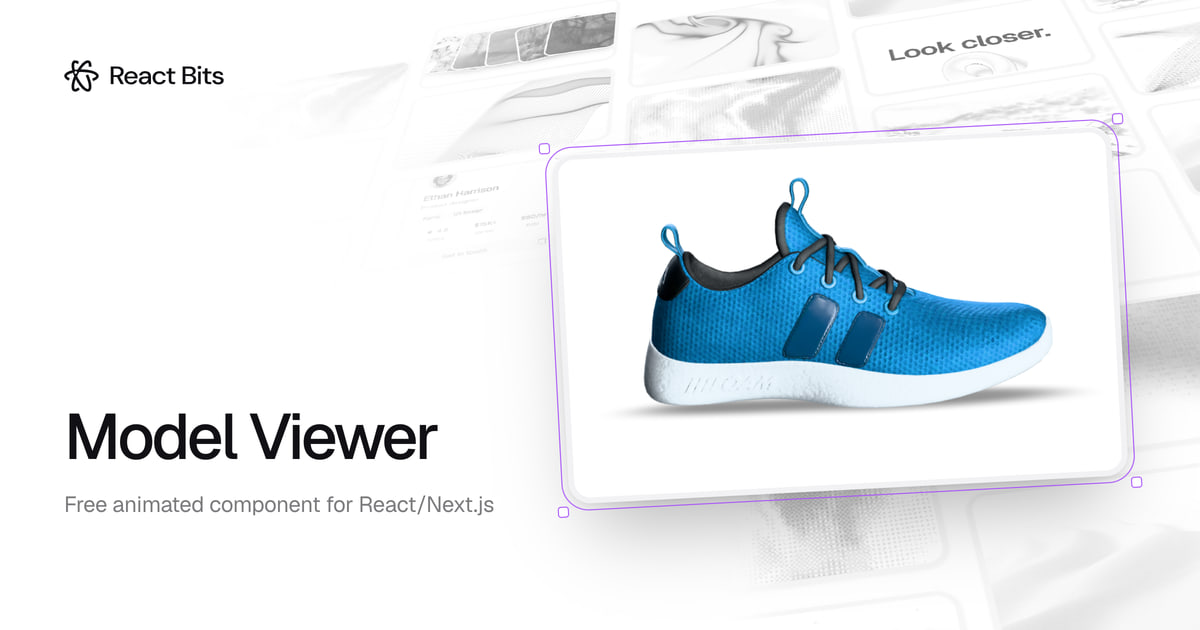 React Bits
Look closer.
Ethan Harrison
Model Viewer
Free animated component for React/Next.js